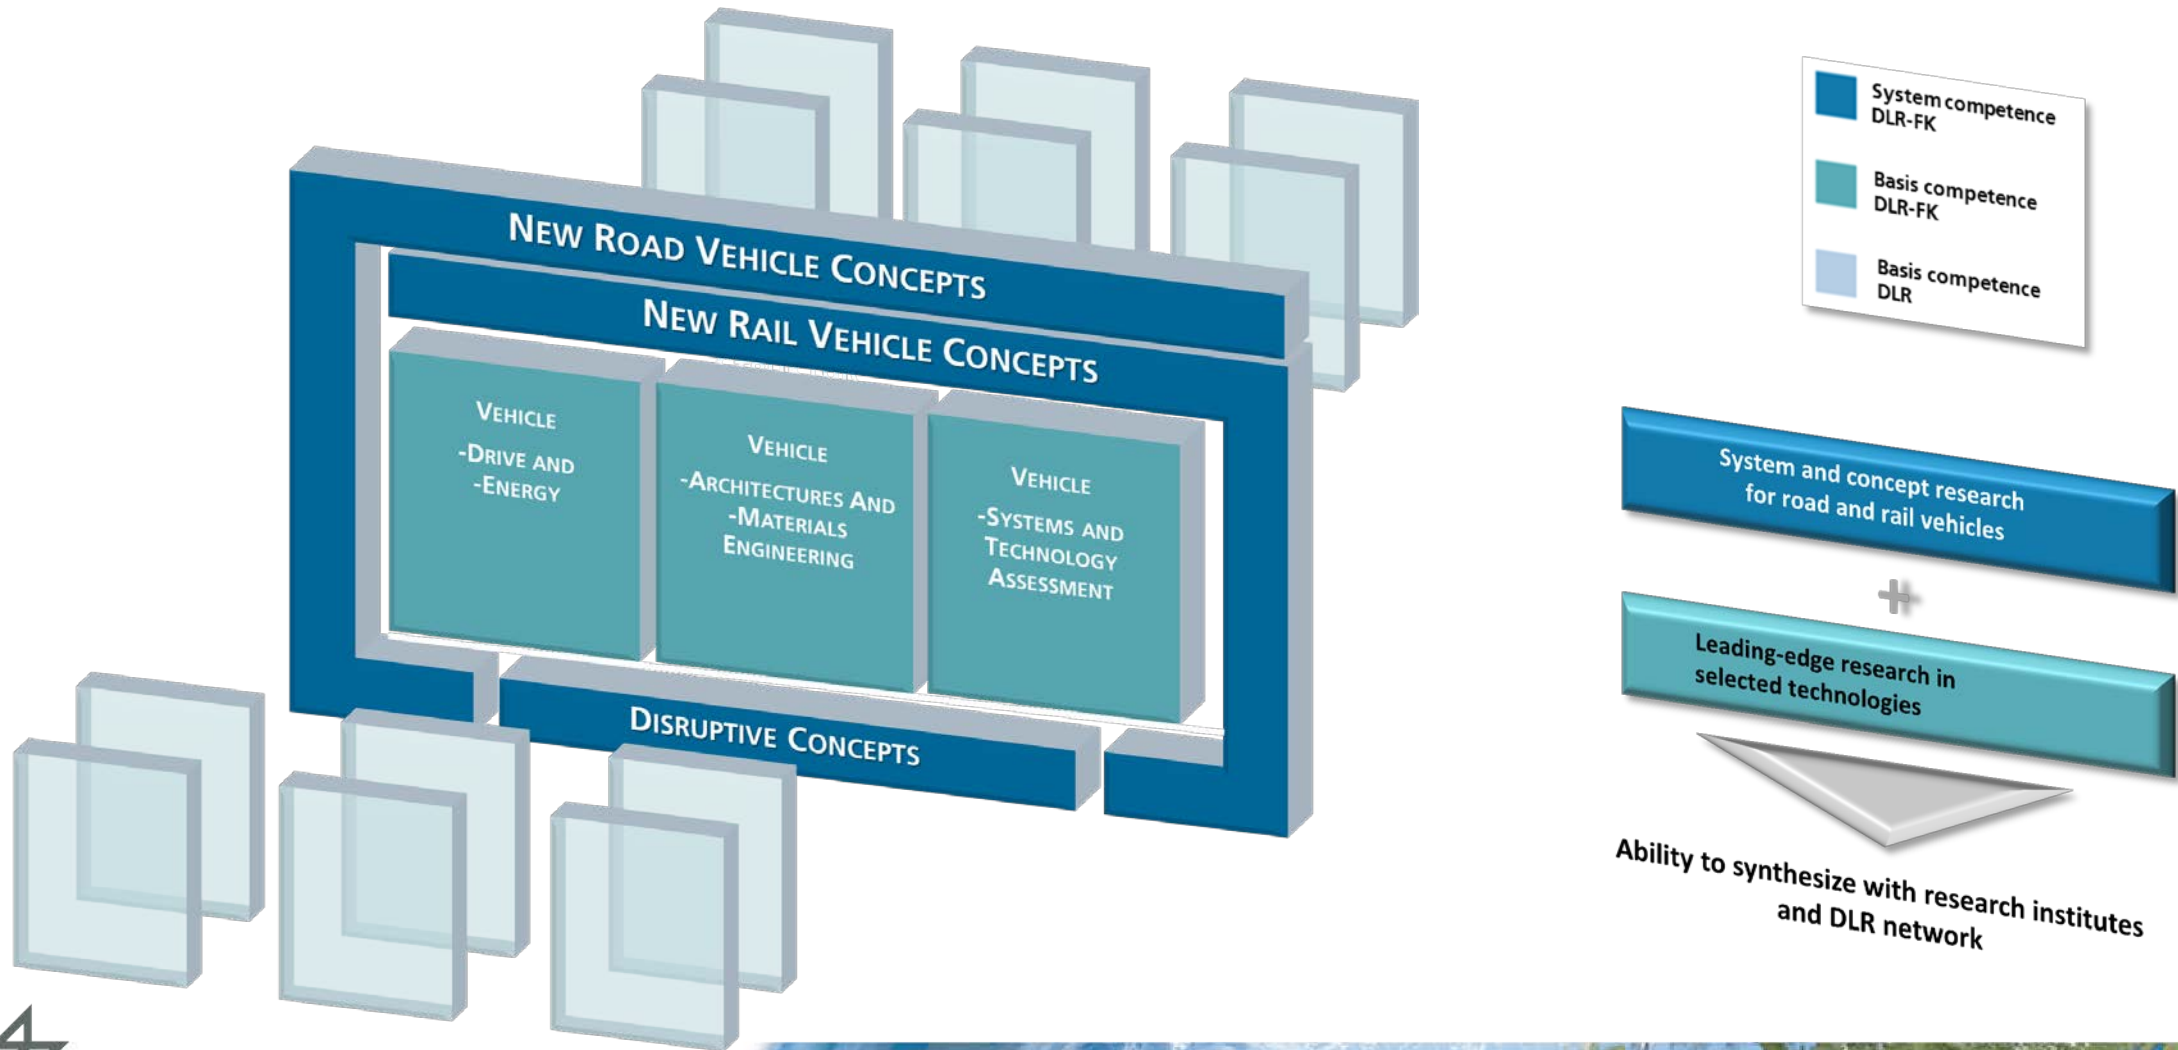 NEW ROAD VEHICLE CONCEPTS
NEW RAIL VEHICLE CONCEPTS
VEHICLE
-DRIVE AND
-ENERGY
VEHICLE
-ARCHITECTURES AND
-MATERIALS
ENGINEERING
VEHICLE
-SYSTEMS AND
TECHNOLOGY
ASSESSMENT
DISRUPTIVE CONCEPTS
System competence
DLR-FK
Basis competence
DLR-FK
Basis competence
DLR
System and concept research
for road and rail vehicles
+
Leading-edge research in
selected technologies
Ability to synthesize with research institutes
and DLR network